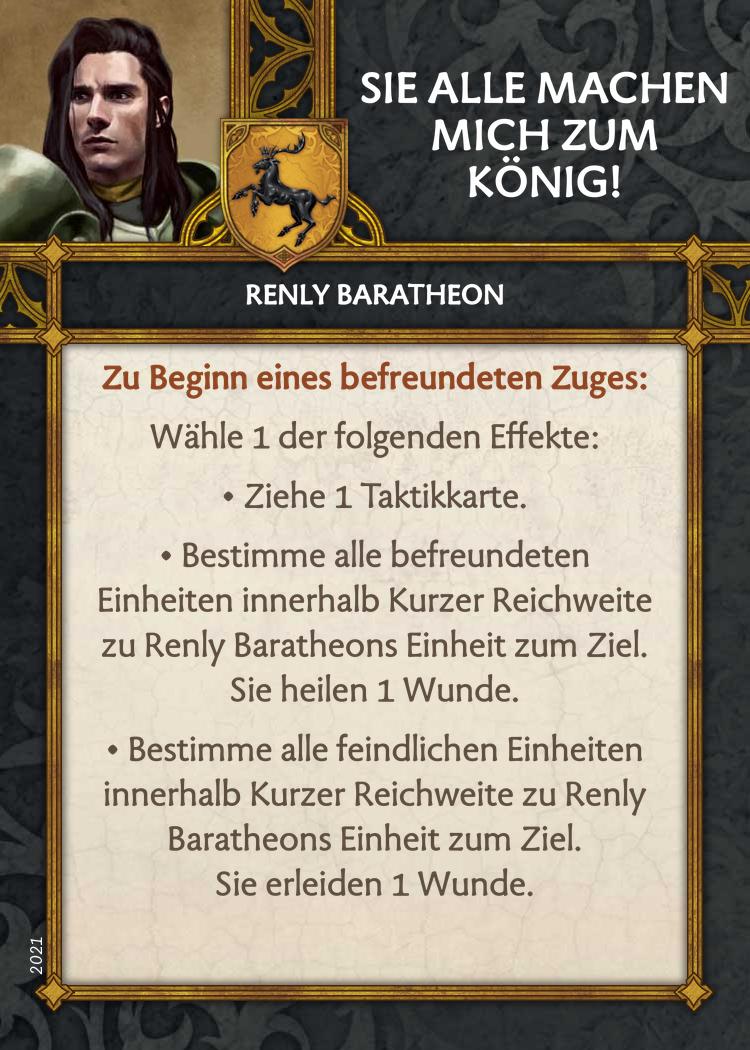 SIE ALLE MACHEN
MICH ZUM
KÖNIG!
RENLY BARATHEON
Zu Beginn eines befreundeten Zuges:
Wähle 1 der folgenden Effekte:
• Ziehe 1 Taktikkarte.
• Bestimme alle befreundeten
Einheiten innerhalb Kurzer Reichweite
zu Renly Baratheons Einheit zum Ziel.
Sie heilen 1 Wunde.
• Bestimme alle feindlichen Einheiten
innerhalb Kurzer Reichweite zu Renly
Baratheons Einheit zum Ziel.
Sie erleiden 1 Wunde.
2021